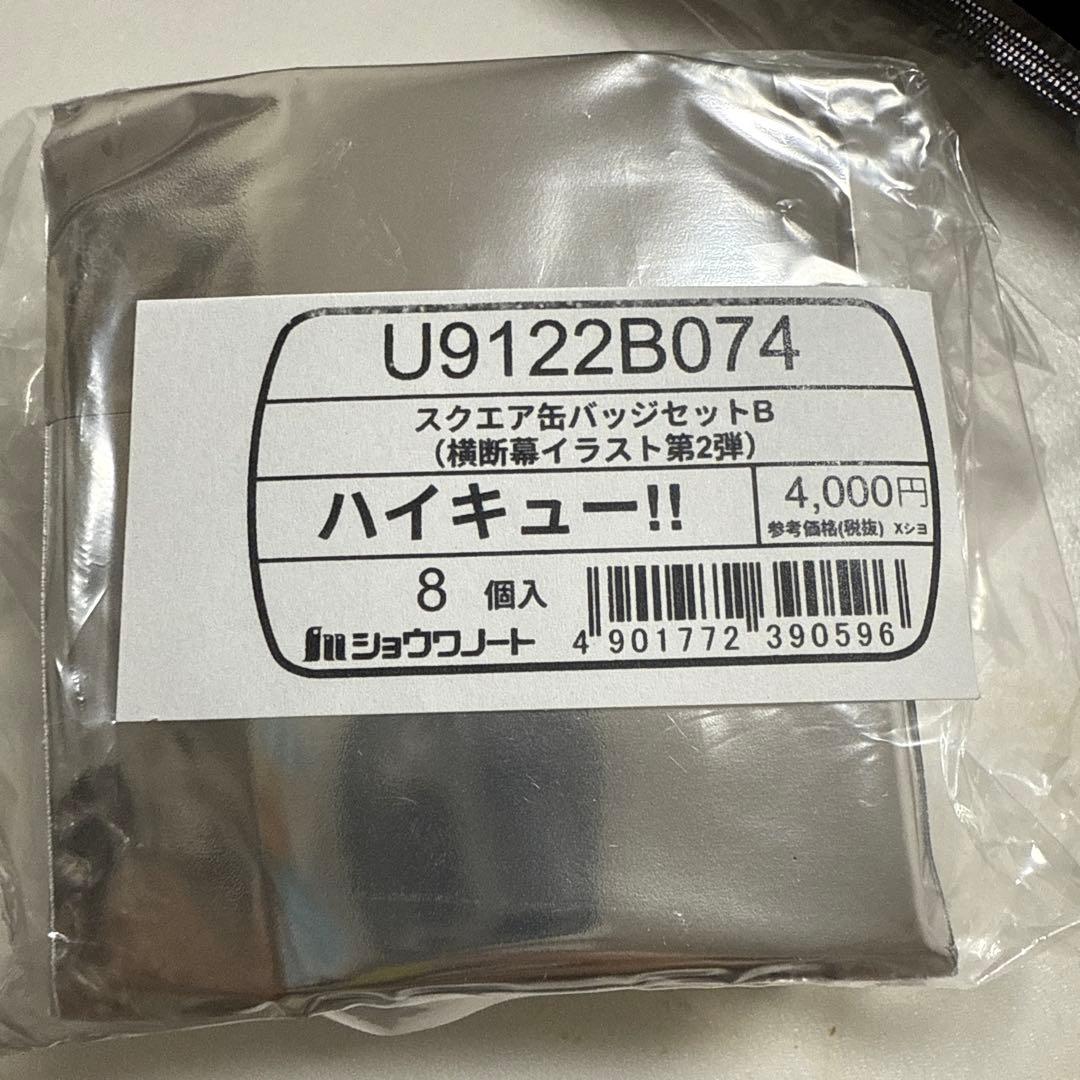 U9122B074
スクエア缶バッジセットB
(横断幕イラスト第2弾)
ハイキュー!!
4,000円
参考価格(税抜) Xショ
8 個入
ショウワノート
4 901772 390596